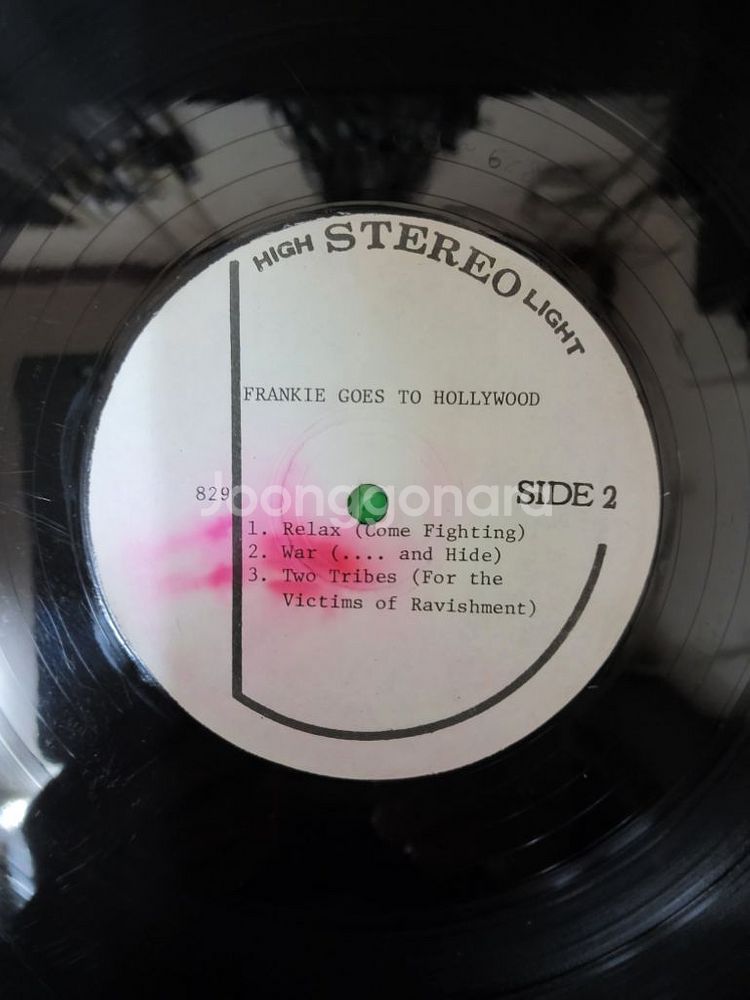 HIGH STEREO LIGHT
FRANKIE GOES TO HOLLYWOOD
829
Joonggonara
SIDE 2
1. Relax (Come Fighting)
2. War (.... and Hide)
3. Two Tribes (For the
Victims of Ravishment)